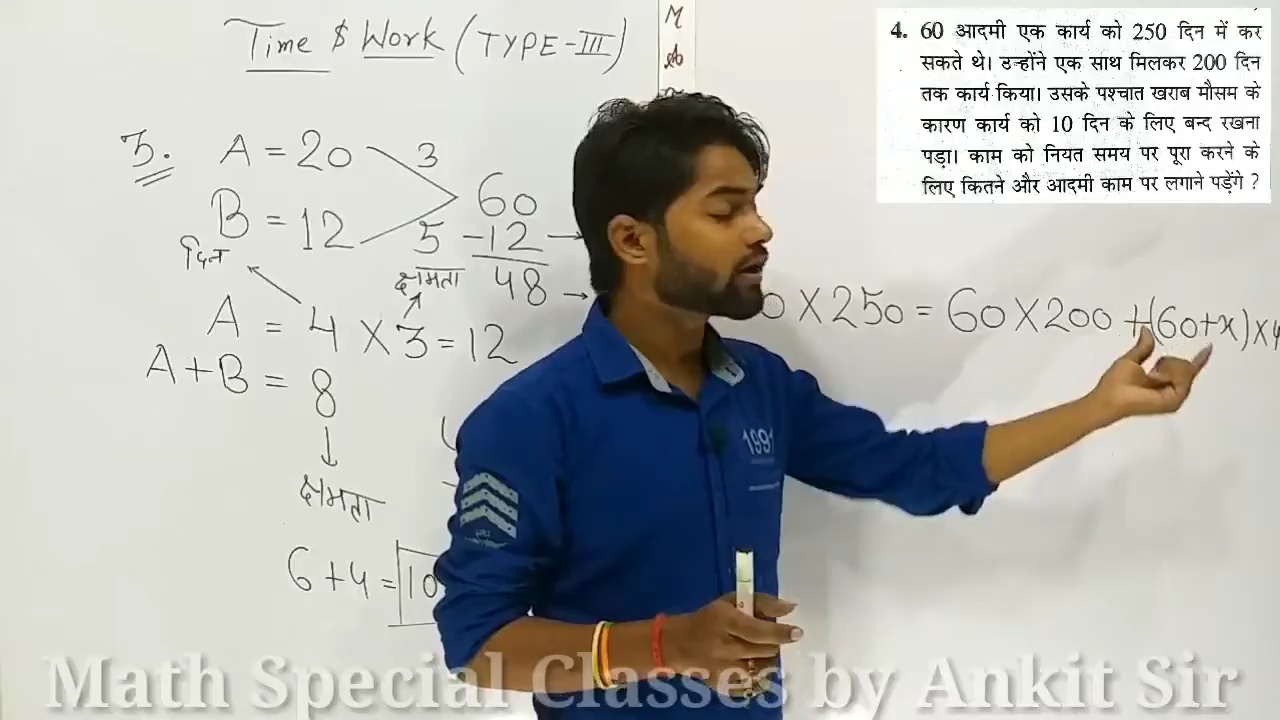 Time & Work (TYPE-III)
M
A
4. 60 आदमी एक कार्य को 250 दिन में कर
सकते थे। उन्होंने एक साथ मिलकर 200 दिन
तक कार्य किया। उसके पश्चात खराब मौसम के
कारण कार्य को 10 दिन के लिए बन्द रखना
पड़ा। काम को नियत समय पर पूरा करने के
लिए कितने और आदमी काम पर लगाने पड़ेंगे ?
3. A = 20 3
60
B = 12 5 -12 →
दिन
क्षमता 48 →
A = 4 × 3 = 12
A+B = 8
क्षमता
6+4 = 10
0 × 250 = 60 × 200 + (60+x) × 4
1991
Math Special Classes by Ankit Sir